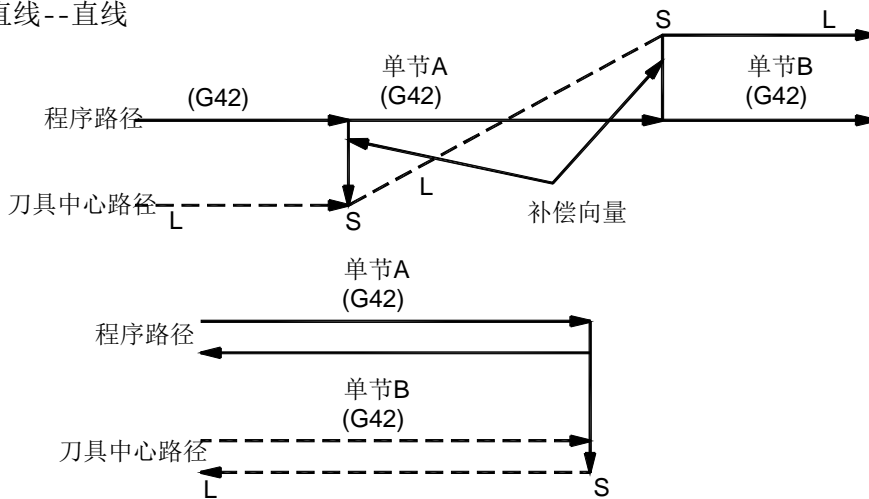 直线--直线
S
L
单节A
单节B
(G42)
(G42)
(G42)
程序路径
L
刀具中心路径
L
S
补偿向量
单节A
(G42)
程序路径
单节B
(G42)
刀具中心路径
L
S